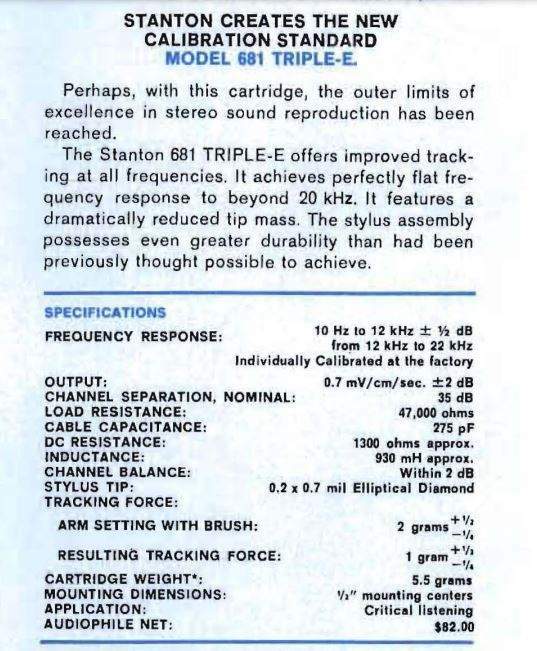 STANTON CREATES THE NEW
CALIBRATION STANDARD
MODEL 681 TRIPLE-E.
Perhaps, with this cartridge, the outer limits of
excellence in stereo sound reproduction has been
reached.
The Stanton 681 TRIPLE-E offers improved track-
ing at all frequencies. It achieves perfectly flat fre-
quency response to beyond 20 kHz. It features a
dramatically reduced tip mass. The stylus assembly
possesses even greater durability than had been
previously thought possible to achieve.
SPECIFICATIONS
FREQUENCY RESPONSE: 10 Hz to 12 kHz ± ½ dB
from 12 kHz to 22 kHz
Individually Calibrated at the factory
OUTPUT: 0.7 mV/cm/sec. ±2 dB
CHANNEL SEPARATION, NOMINAL: 35 dB
LOAD RESISTANCE: 47,000 ohms
CABLE CAPACITANCE: 275 pF
DC RESISTANCE: 1300 ohms approx.
INDUCTANCE: 930 mH approx.
CHANNEL BALANCE: Within 2 dB
STYLUS TIP: 0.2 x 0.7 mil Elliptical Diamond
TRACKING FORCE:
ARM SETTING WITH BRUSH: 2 grams +½ −¼
RESULTING TRACKING FORCE: 1 gram +½ −¼
CARTRIDGE WEIGHT*: 5.5 grams
MOUNTING DIMENSIONS: ½" mounting centers
APPLICATION: Critical listening
AUDIOPHILE NET: $82.00